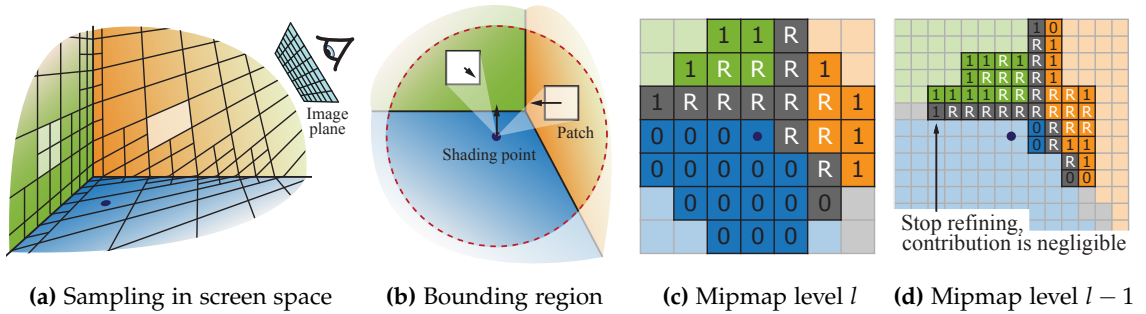 Image
plane
Patch
Shading point
1 1 R
1 R R R 1
1 R R R R R 1
0 0 0 R R 1
0 0 0 0 0 R 1
0 0 0 0 0
0 0 0
1 0
R 1
1 1 R 1 R 1
1 R R R R 1
1 1 1 1 R R R R R 1
1 R R R R R R R R R
0 R R R
0 R 1 1
R 1
0 0
Stop refining,
contribution is negligible
(a) Sampling in screen space
(b) Bounding region
(c) Mipmap level l
(d) Mipmap level l − 1